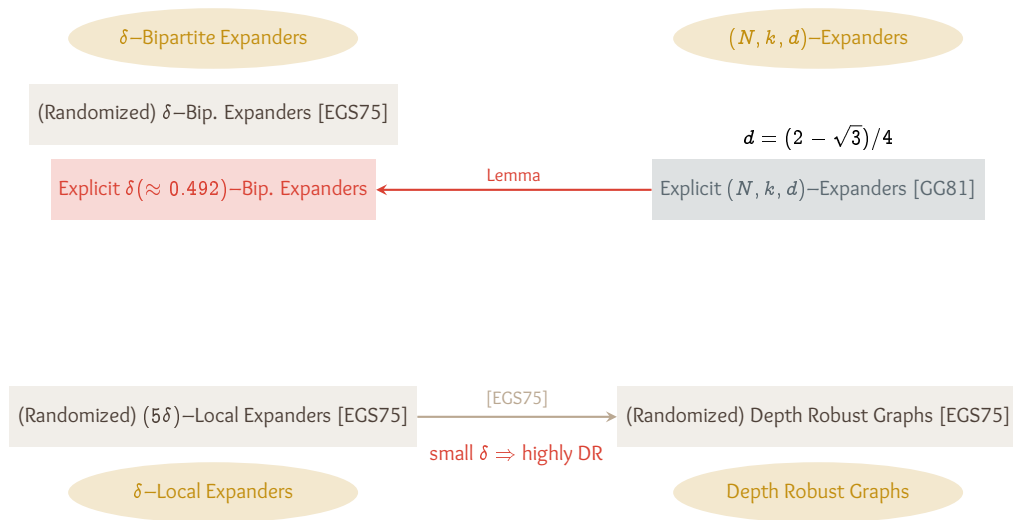 δ–Bipartite Expanders
(N, k, d)–Expanders
(Randomized) δ–Bip. Expanders [EGS75]
d = (2 − √3)/4
Explicit δ(≈ 0.492)–Bip. Expanders
Lemma
Explicit (N, k, d)–Expanders [GG81]
(Randomized) (5δ)–Local Expanders [EGS75]
[EGS75]
(Randomized) Depth Robust Graphs [EGS75]
small δ ⇒ highly DR
δ–Local Expanders
Depth Robust Graphs